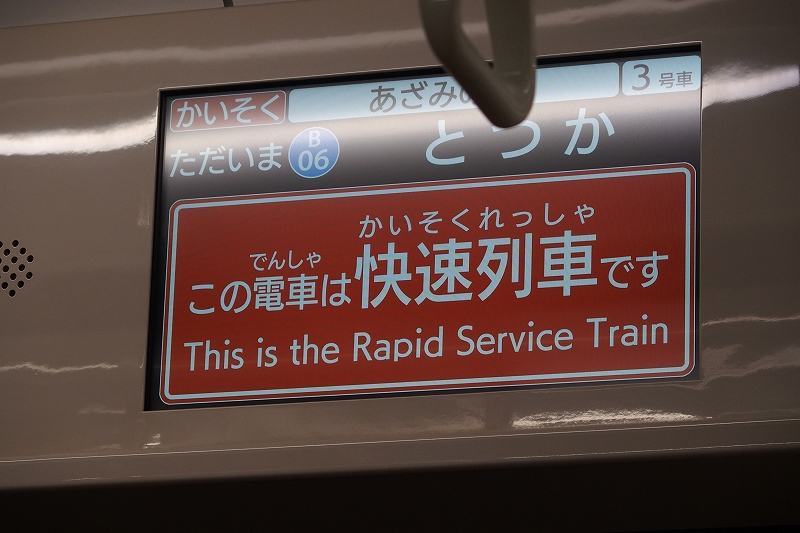 かいそく あざみ 3号車
ただいま B 06 とつか
でんしゃ かいそくれっしゃ
この電車は快速列車です
This is the Rapid Service Train